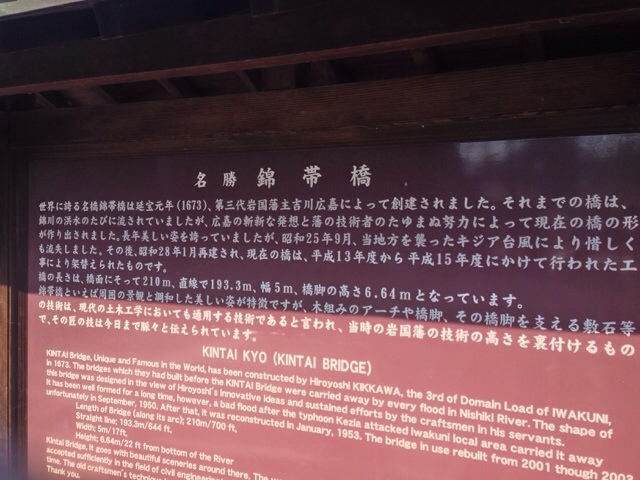 名勝 錦帯橋
世界に誇る名橋錦帯橋は延宝元年(1673)、第三代岩国藩主吉川広嘉によって創建されました。それまでの橋は、
錦川の洪水のたびに流されていましたが、広嘉の斬新な発想と藩の技術者のたゆまぬ努力によって現在の橋の形
が作り出されました。長年美しい姿を誇っていましたが、昭和25年9月、当地方を襲ったキジア台風により惜しく
も流失しました。その後、昭和28年1月再建され、現在の橋は、平成13年度から平成15年度にかけて行われた工
事により架替えられたものです。
橋の長さは、橋面にそって210m、直線で193.3m、幅5m、橋脚の高さ6.64mとなっています。
錦帯橋といえば周囲の景観と調和した美しい姿が特徴ですが、木組みのアーチや橋脚、その橋脚を支える敷石等
の技術は、現代の土木工学においても通用する技術であると言われ、当時の岩国藩の技術の高さを裏付けるもの
で、その匠の技は今日まで脈々と伝えられています。
KINTAI KYO (KINTAI BRIDGE)
KINTAI Bridge, Unique and Famous in the World, has been constructed by Hiroyoshi KIKKAWA, the 3rd of Domain Load of IWAKUNI,
in 1673. The bridges which they had built before the KINTAI Bridge were carried away by every flood in Nishiki River. The shape of
this bridge was designed in the view of Hiroyoshi's innovative ideas and sustained efforts by the craftsmen in his servants.
It has been well formed for a long time, however, a bad flood after the typhoon Kezia attacked Iwakuni local area carried it away
unfortunately in September, 1950. After that, it was reconstructed in January, 1953. The bridge in use rebuilt from 2001 though 2003
Length of Bridge (along its arc); 210m/700 ft,
Straight line; 193.3m/644 ft,
Width; 5m/17ft,
Height; 6.64m/22 ft from bottom of the River
Kintai Bridge, it goes with beautiful sceneries around there. The
accepted sufficiently in the field of civil
time. The old craftsmen's
Thank you.